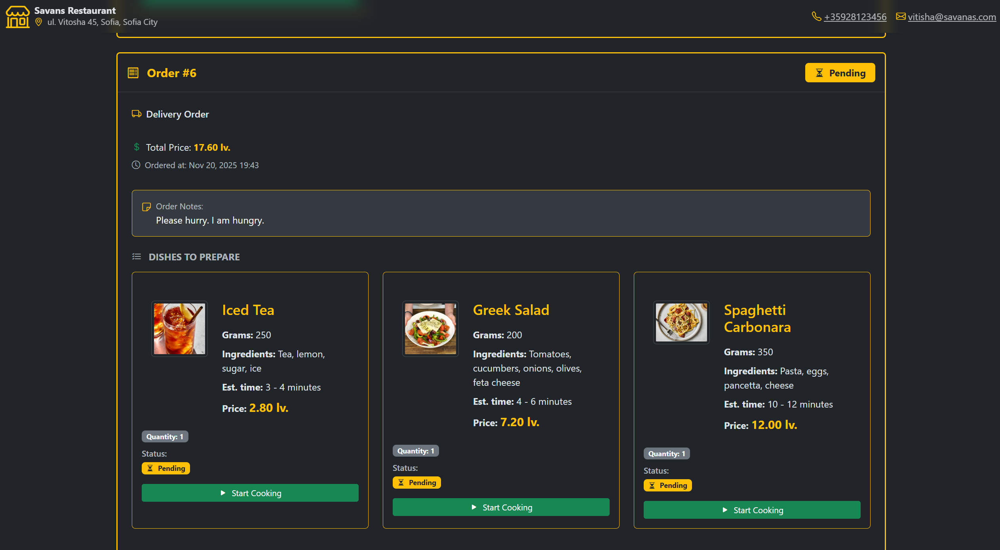 Savans Restaurant
ul. Vitosha 45, Sofia, Sofia City
+35928123456
vitisha@savanas.com
Order #6
Pending
Delivery Order
$ Total Price: 17.60 lv.
Ordered at: Nov 20, 2025 19:43
Order Notes:
Please hurry. I am hungry.
DISHES TO PREPARE
Iced Tea
Grams: 250
Ingredients: Tea, lemon,
sugar, ice
Est. time: 3 - 4 minutes
Price: 2.80 lv.
Quantity: 1
Status:
Pending
Start Cooking
Greek Salad
Grams: 200
Ingredients: Tomatoes,
cucumbers, onions, olives,
feta cheese
Est. time: 4 - 6 minutes
Price: 7.20 lv.
Quantity: 1
Status:
Pending
Start Cooking
Spaghetti
Carbonara
Grams: 350
Ingredients: Pasta, eggs,
pancetta, cheese
Est. time: 10 - 12 minutes
Price: 12.00 lv.
Quantity: 1
Status:
Pending
Start Cooking